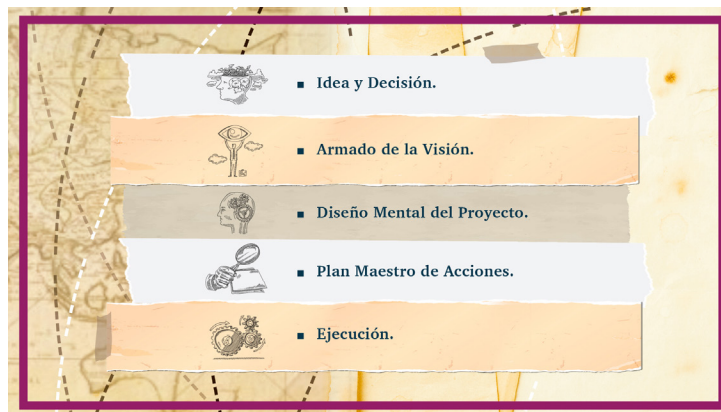 ▪ Idea y Decisión.
▪ Armado de la Visión.
▪ Diseño Mental del Proyecto.
▪ Plan Maestro de Acciones.
▪ Ejecución.